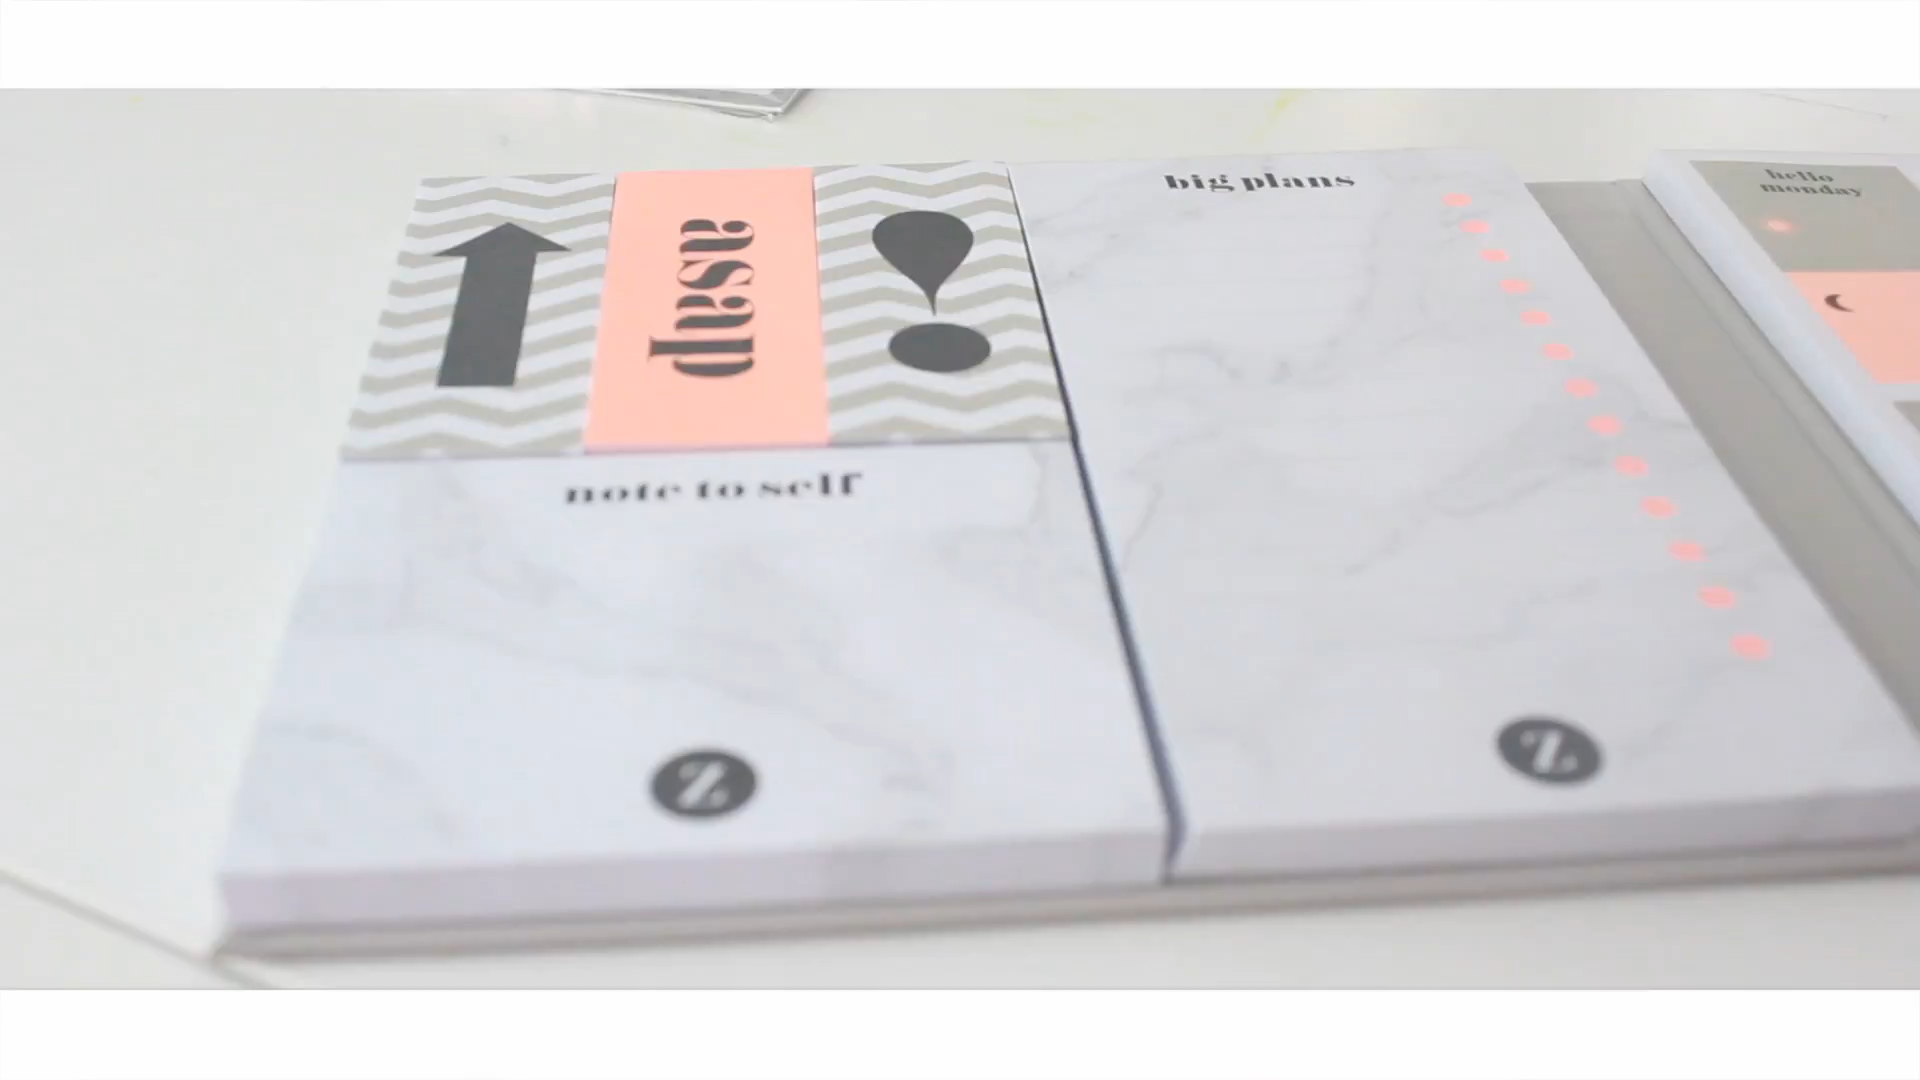 asap
big plans
hello
monday
note to self
Z
Z